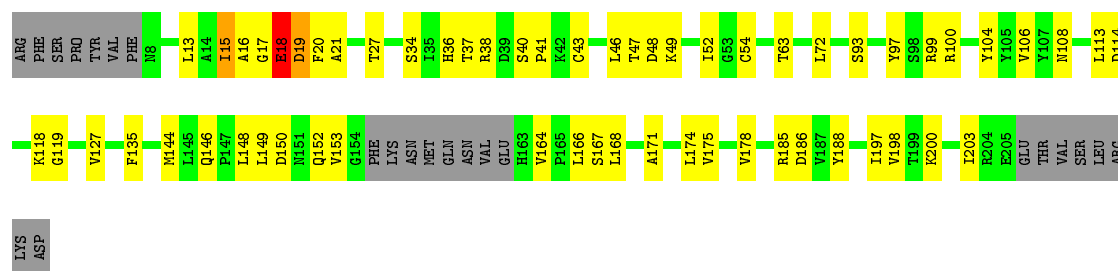 ARG PHE SER PRO TYR VAL PHE N8 L13 A14 I15 A16 G17 E18 D19 F20 A21 T27 S34 I35 H36 T37 R38 D39 S40 P41 K42 C43 L46 T47 D48 K49 I52 G53 C54 T63 L72 S93 Y97 S98 R99 R100 Y104 Y105 V106 Y107 N108 L113 D114
K118 G119 V127 F135 M144 L145 Q146 P147 L148 L149 D150 N151 Q152 V153 G154 PHE LYS ASN MET GLN ASN VAL GLU H163 V164 P165 L166 S167 L168 A171 L174 V175 V178 R185 D186 V187 Y188 I197 V198 T199 K200 I203 R204 E205 GLU THR VAL SER LEU ARG
LYS ASP